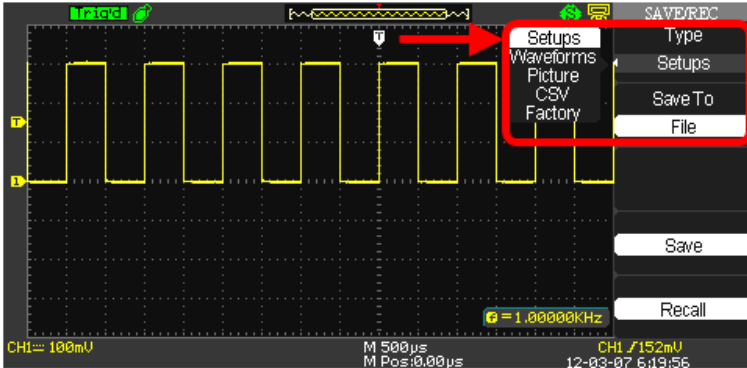 Trig'd
SAVE/REC
T
Type
Setups
Waveforms
Picture
CSV
Factory
Setups
Save To
File
T
1
Save
Recall
f =1.00000KHz
CH1 100mV
M 500µs
M Pos:0.00µs
CH1 152mV
12-03-07 6:19:56